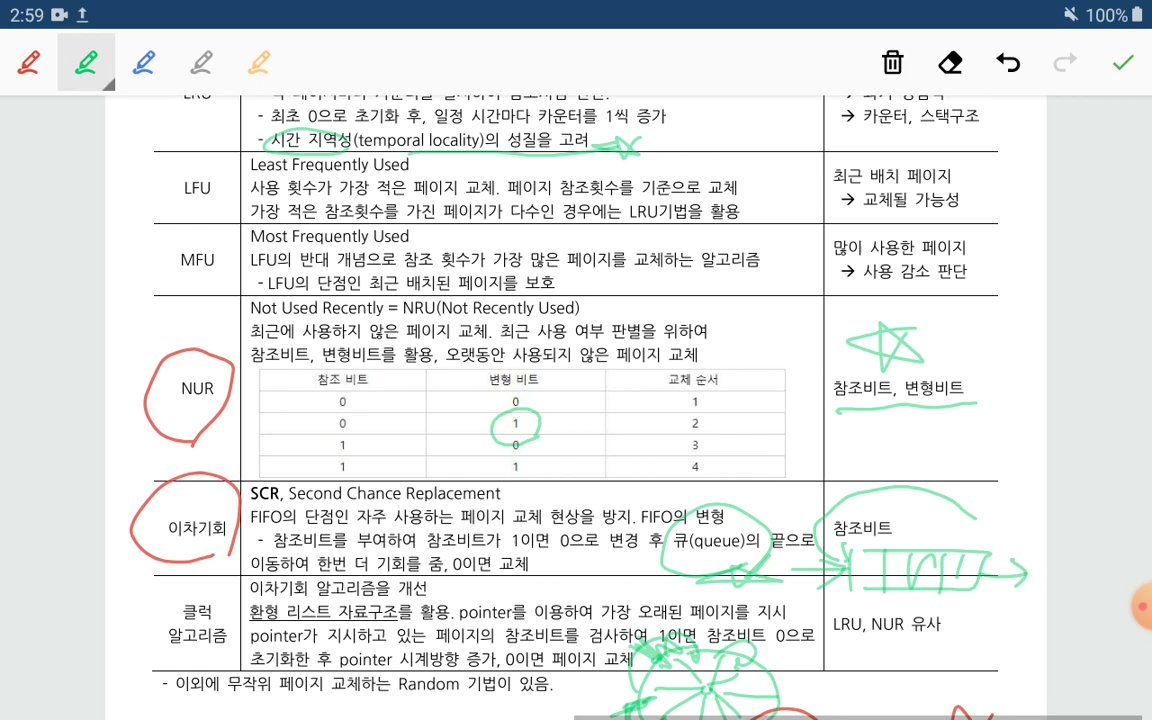 2:59
100%
- 최초 0으로 초기화 후, 일정 시간마다 카운터를 1씩 증가
→ 카운터, 스택구조
- 시간 지역성(temporal locality)의 성질을 고려
LFU
Least Frequently Used
사용 횟수가 가장 적은 페이지 교체. 페이지 참조횟수를 기준으로 교체
가장 적은 참조횟수를 가진 페이지가 다수인 경우에는 LRU기법을 활용
최근 배치 페이지
→ 교체될 가능성
MFU
Most Frequently Used
LFU의 반대 개념으로 참조 횟수가 가장 많은 페이지를 교체하는 알고리즘
- LFU의 단점인 최근 배치된 페이지를 보호
많이 사용한 페이지
→ 사용 감소 판단
NUR
Not Used Recently = NRU(Not Recently Used)
최근에 사용하지 않은 페이지 교체. 최근 사용 여부 판별을 위하여
참조비트, 변형비트를 활용, 오랫동안 사용되지 않은 페이지 교체
참조 비트 변형 비트 교체 순서
0 0 1
0 1 2
1 0 3
1 1 4
참조비트, 변형비트
이차기회
SCR, Second Chance Replacement
FIFO의 단점인 자주 사용하는 페이지 교체 현상을 방지. FIFO의 변형
- 참조비트를 부여하여 참조비트가 1이면 0으로 변경 후 큐(queue)의 끝으로
이동하여 한번 더 기회를 줌, 0이면 교체
참조비트
클럭
알고리즘
이차기회 알고리즘을 개선
환형 리스트 자료구조를 활용. pointer를 이용하여 가장 오래된 페이지를 지시
pointer가 지시하고 있는 페이지의 참조비트를 검사하여 1이면 참조비트 0으로
초기화한 후 pointer 시계방향 증가, 0이면 페이지 교체
LRU, NUR 유사
- 이외에 무작위 페이지 교체하는 Random 기법이 있음.